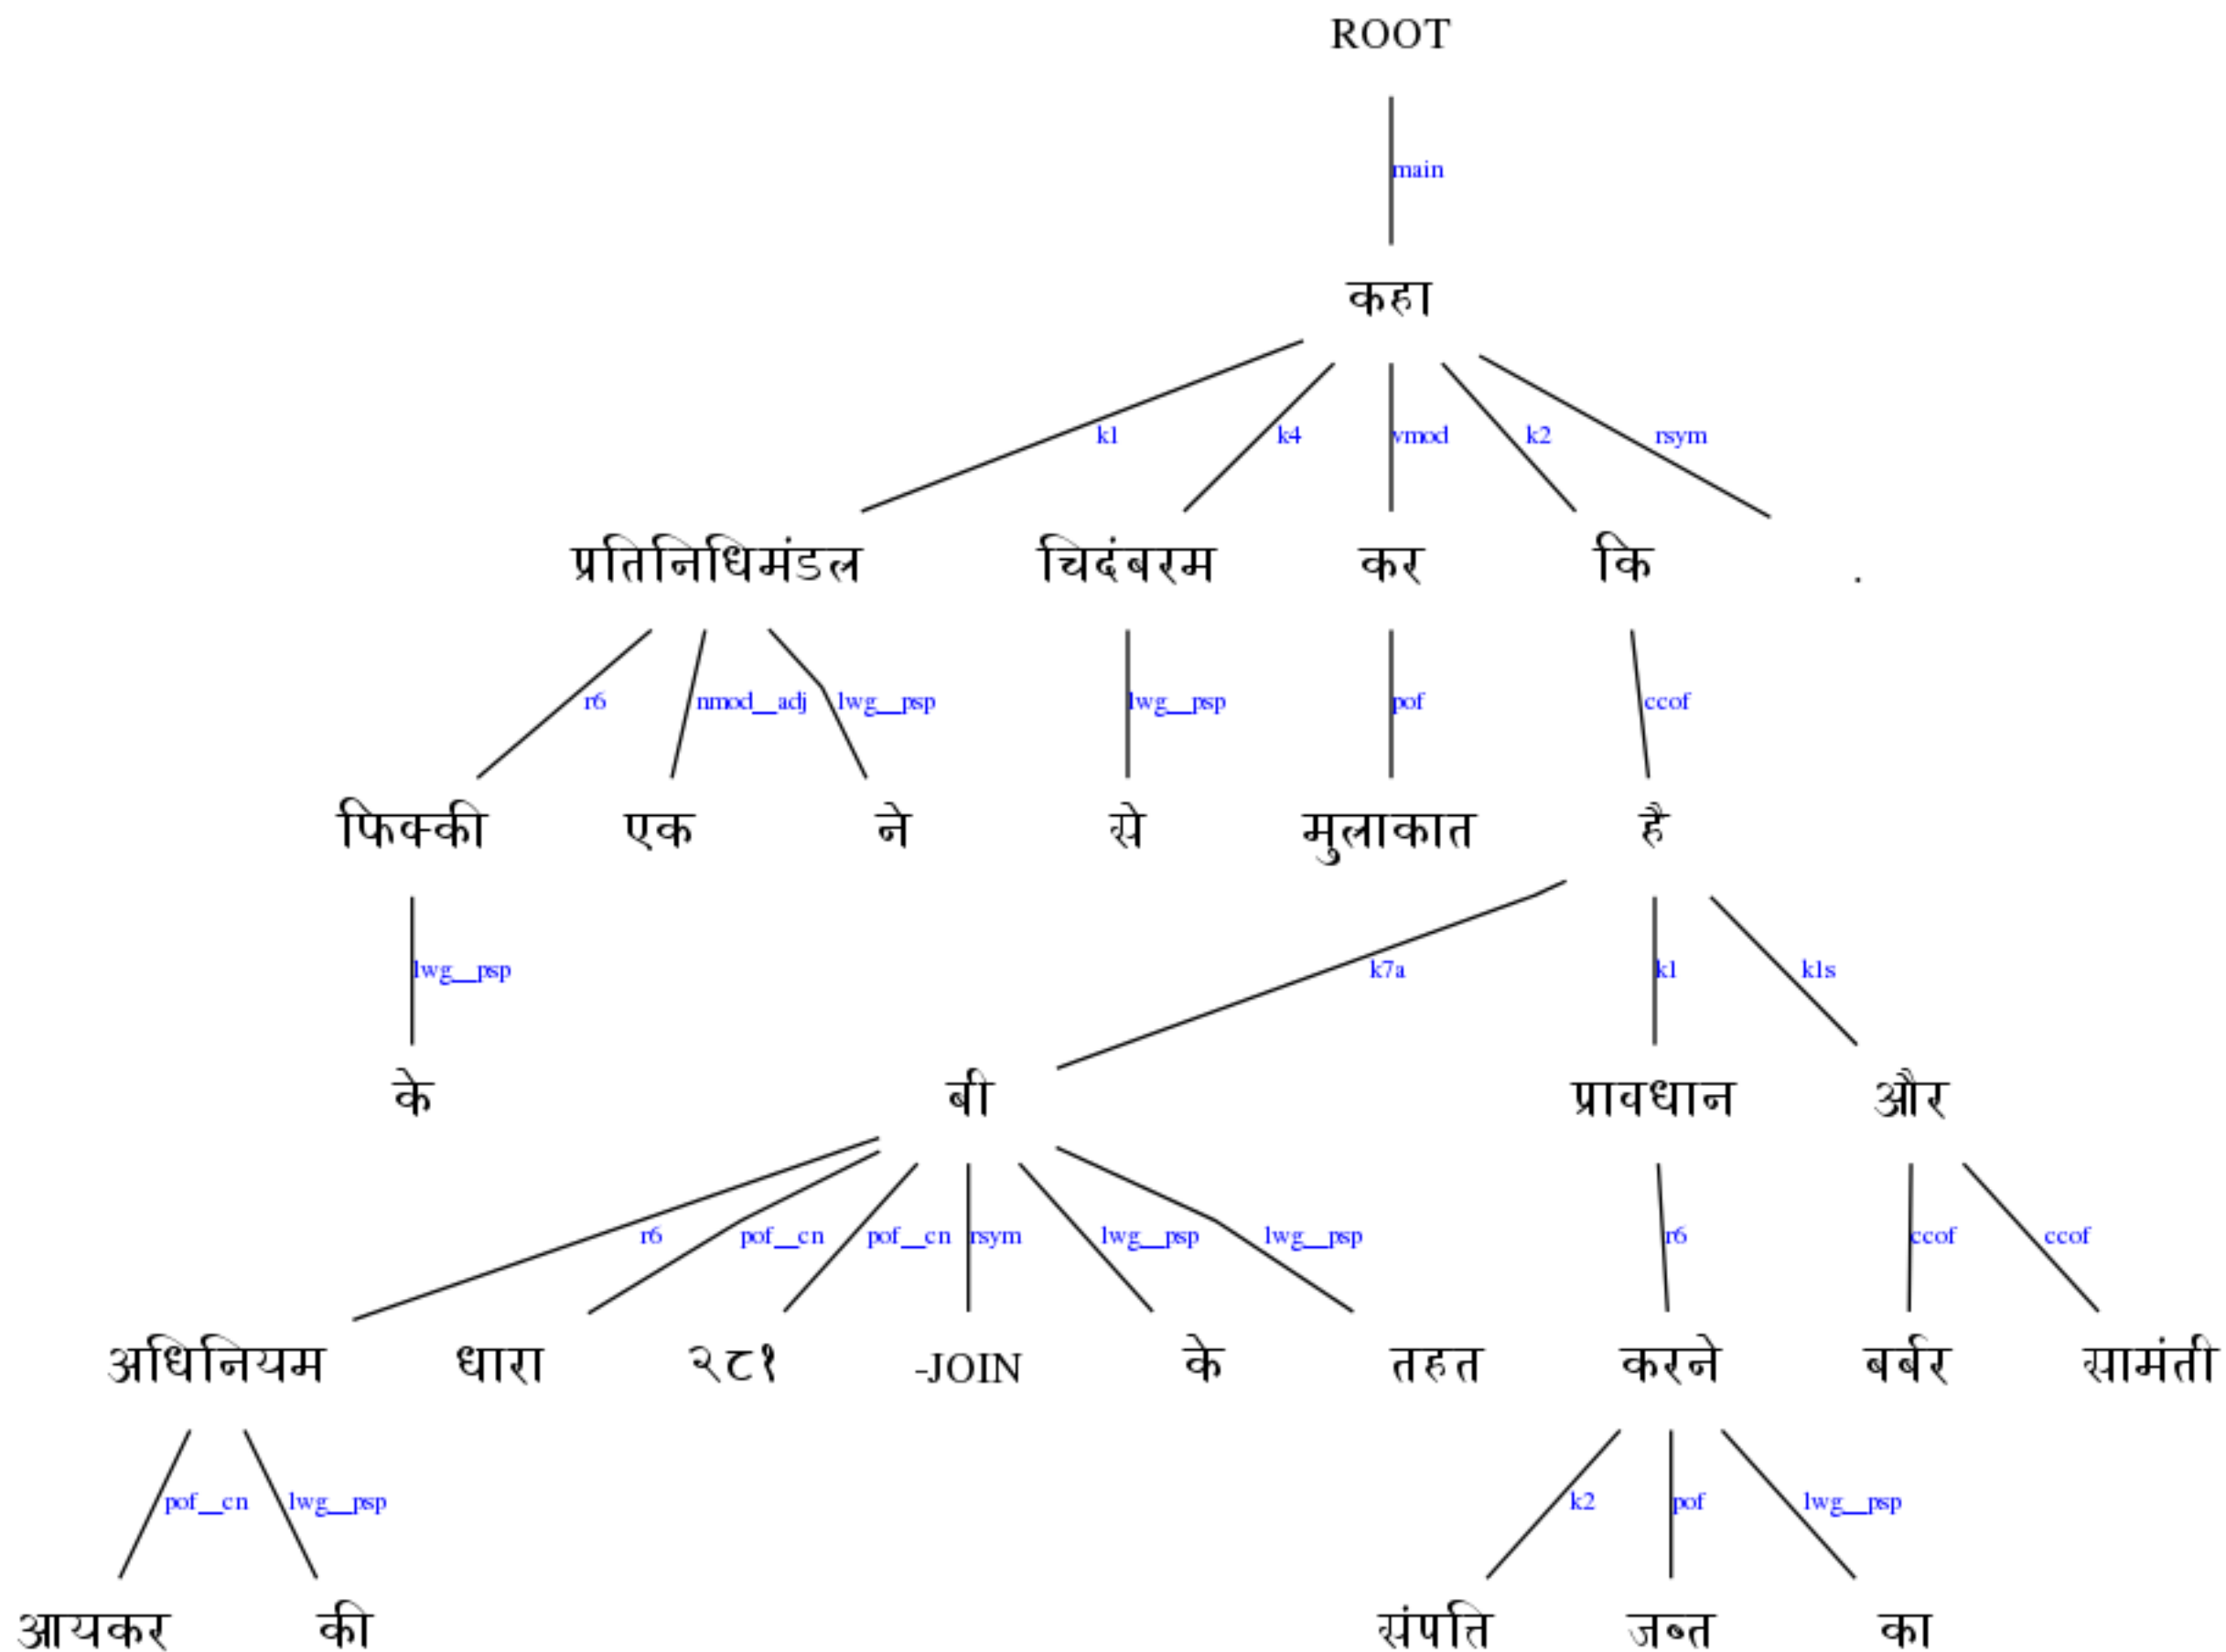 ROOT
main
कहा
k1 k4 vmod k2 rsym
प्रतिनिधिमंडल चिदंबरम कर कि .
r6 nmod__adj lwg__psp lwg__psp pof ccof
फिक्की एक ने से मुलाकात है
lwg__psp k7a k1 k1s
के बी प्रावधान और
r6 pof__cn pof__cn rsym lwg__psp lwg__psp r6 ccof ccof
अधिनियम धारा २८१ -JOIN के तहत करने बर्बर सामंती
pof__cn lwg__psp k2 pof lwg__psp
आयकर की संपत्ति जब्त का